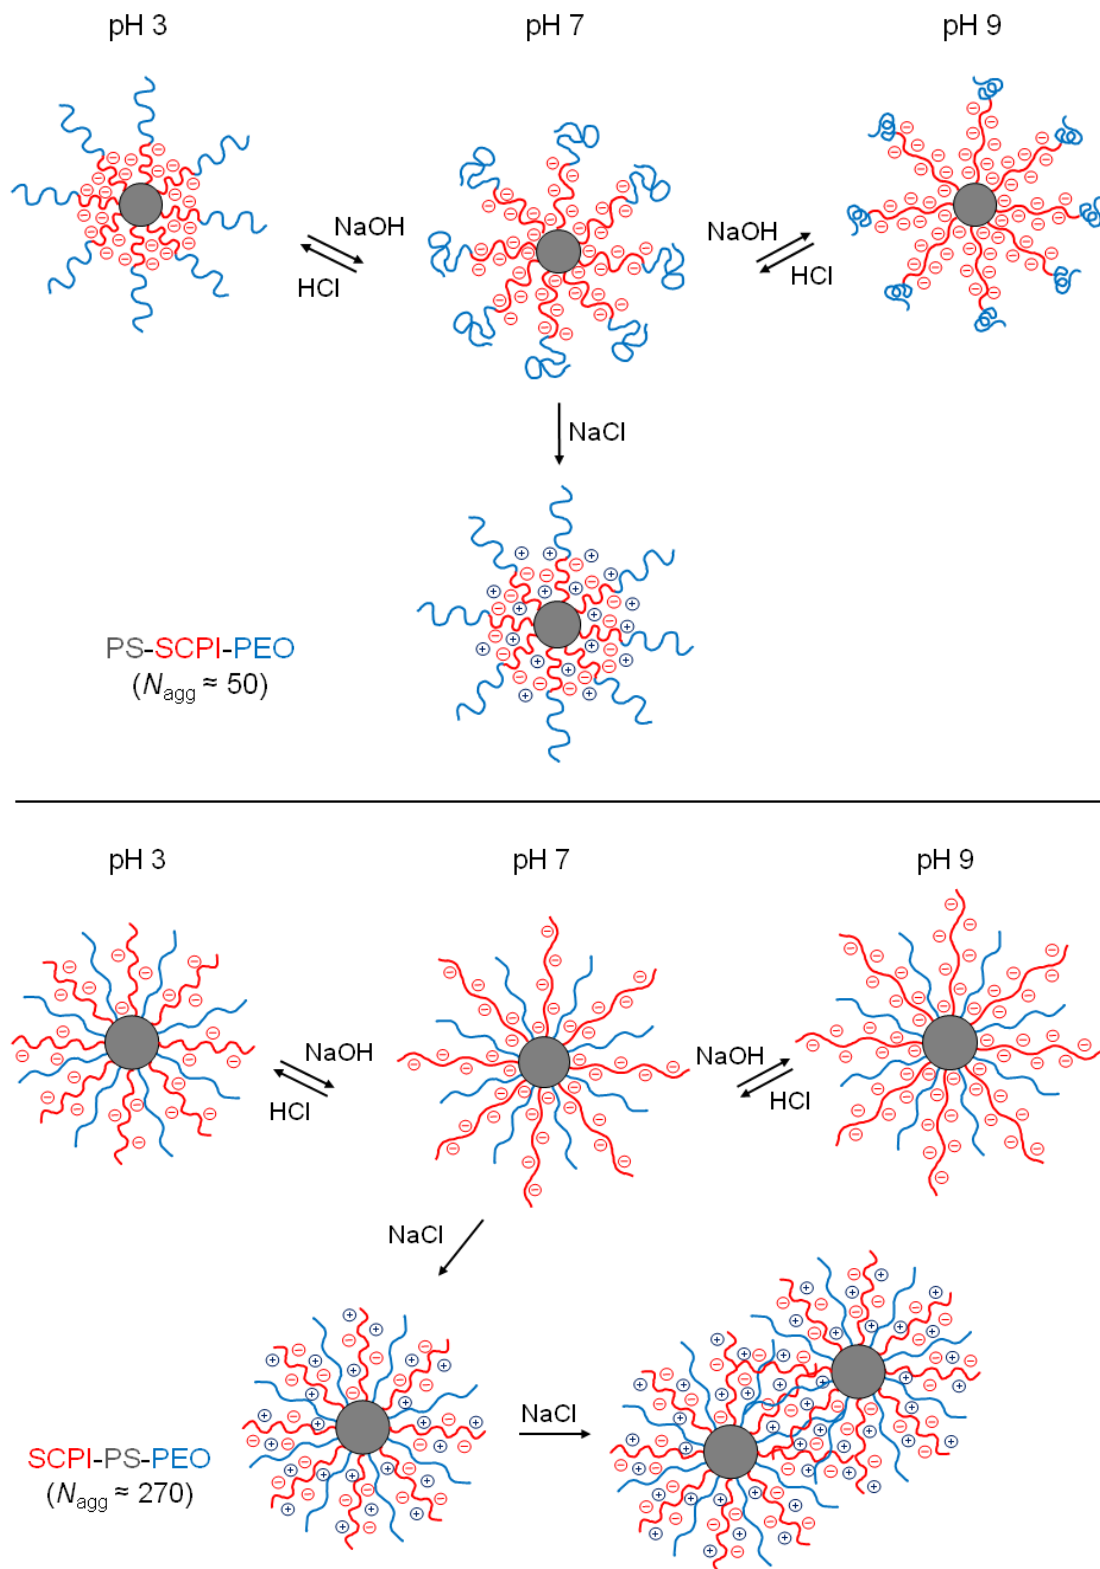 pH 3
pH 7
pH 9
NaOH
HCl
NaOH
HCl
NaCl
PS-SCPI-PEO
(Nagg ≈ 50)
pH 3
pH 7
pH 9
NaOH
HCl
NaOH
HCl
NaCl
NaCl
SCPI-PS-PEO
(Nagg ≈ 270)